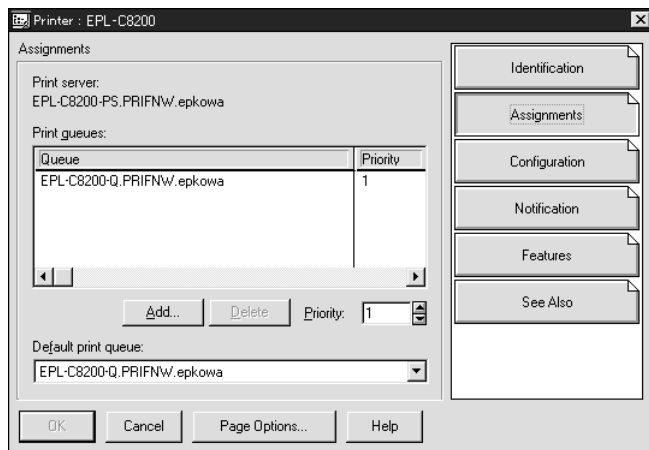 Printer : EPL-C8200
Assignments
Print server:
EPL-C8200-PS.PRIFNW.epkowa
Print queues:
Queue Priority
EPL-C8200-Q.PRIFNW.epkowa 1
Add... Delete Priority: 1
Default print queue:
EPL-C8200-Q.PRIFNW.epkowa
OK Cancel Page Options... Help
Identification
Assignments
Configuration
Notification
Features
See Also